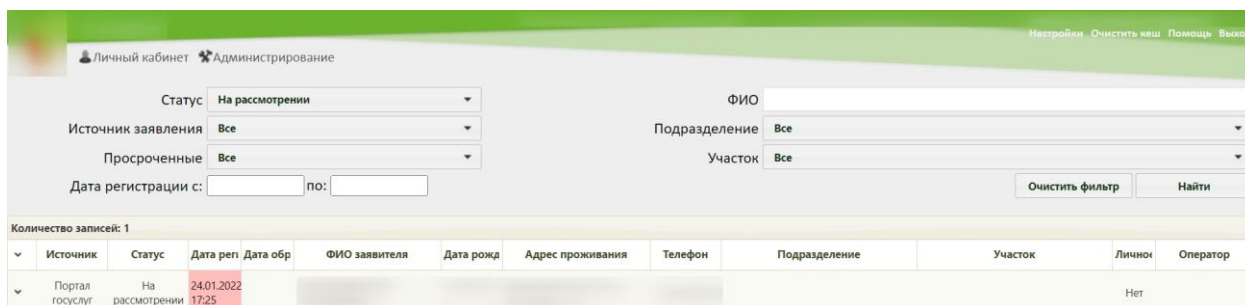 Настройки Очистить кеш Помощь Выхо
Личный кабинет Администрирование
Статус На рассмотрении ФИО
Источник заявления Все Подразделение Все
Просроченные Все Участок Все
Дата регистрации с: по: Очистить фильтр Найти
Количество записей: 1
Источник Статус Дата реги Дата обр ФИО заявителя Дата рожд Адрес проживания Телефон Подразделение Участок Личное Оператор
Портал На 24.01.2022
госуслуг рассмотрении 17:25 Нет